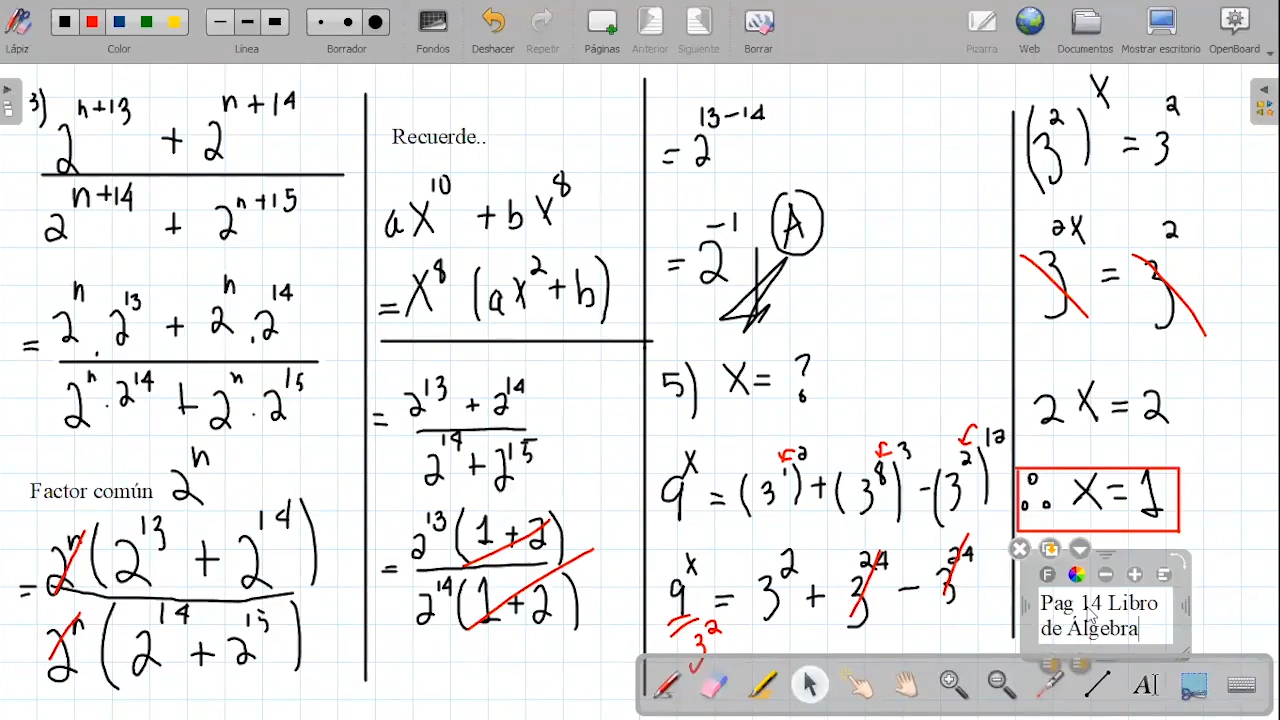 Lápiz Color Línea Borrador Fondos Deshacer Repetir Páginas Anterior Siguiente Borrar Pizarra Web Documentos Mostrar escritorio OpenBoard
3) 2^(n+13) + 2^(n+14)
2^(n+14) + 2^(n+15)
= 2^n . 2^13 + 2^n . 2^14
2^n . 2^14 + 2^n . 2^15
Factor común 2^n
= 2^n (2^13 + 2^14)
2^n (2^14 + 2^15)
Recuerde..
aX^10 + bX^8
= X^8 (aX^2 + b)
= 2^13 + 2^14
2^14 + 2^15
= 2^13 (1 + 2)
2^14 (1 + 2)
= 2^(13-14)
= 2^-1 A
5) X = ?
9^x = (3^1)^2 + (3^8)^3 - (3^2)^12
9^x = 3^2 + 3^24 - 3^24
3^2
(3^2)^x = 3^2
3^2x = 3^2
2X = 2
∴ X = 1
Pag 14 Libro
de Álgebra